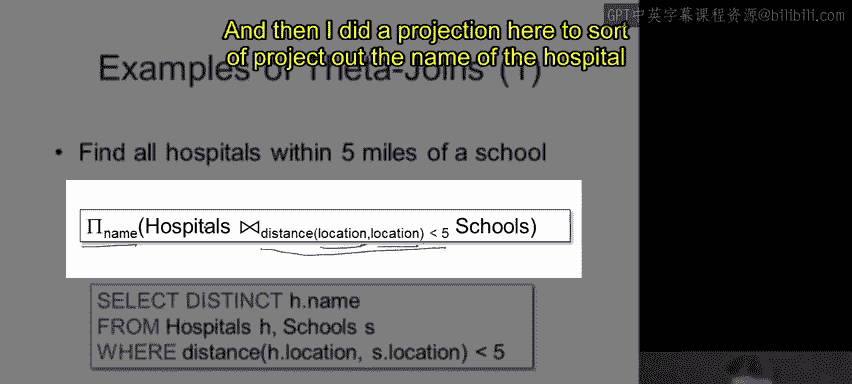 GPT中英字幕课程资源@bilibili.com
And then I did a projection here to sort
of project out the name of the hospital
Examples of Theta-Joins (1)
• Find all hospitals within 5 miles of a school
Πname(Hospitals ⋈distance(location,location) < 5 Schools)
SELECT DISTINCT h.name
FROM Hospitals h, Schools s
WHERE distance(h.location, s.location) < 5